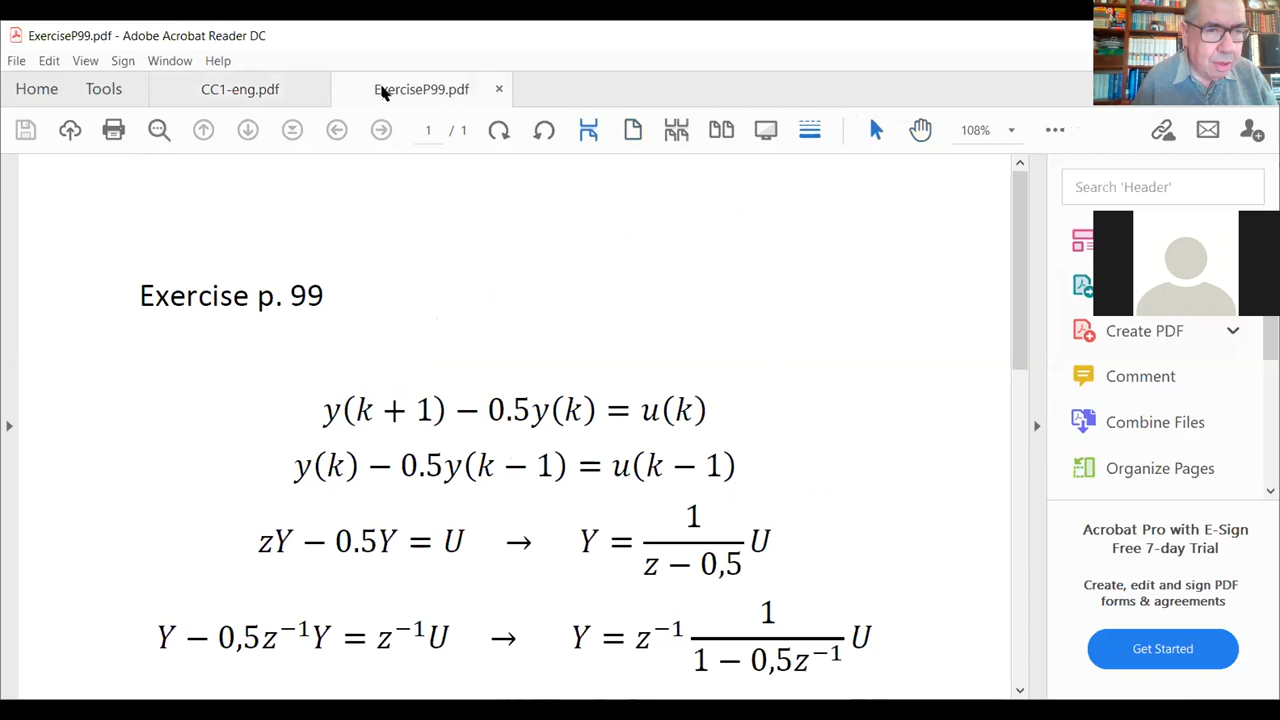 ExerciseP99.pdf - Adobe Acrobat Reader DC
File Edit View Sign Window Help
Home Tools CC1-eng.pdf ExerciseP99.pdf ×
1 / 1 108%
Search 'Header'
Exercise p. 99
y(k + 1) − 0.5y(k) = u(k)
y(k) − 0.5y(k − 1) = u(k − 1)
zY − 0.5Y = U → Y = 1/(z − 0,5) U
Y − 0,5z⁻¹Y = z⁻¹U → Y = z⁻¹ 1/(1 − 0,5z⁻¹) U
Create PDF
Comment
Combine Files
Organize Pages
Acrobat Pro with E-Sign
Free 7-day Trial
Create, edit and sign PDF
forms & agreements
Get Started